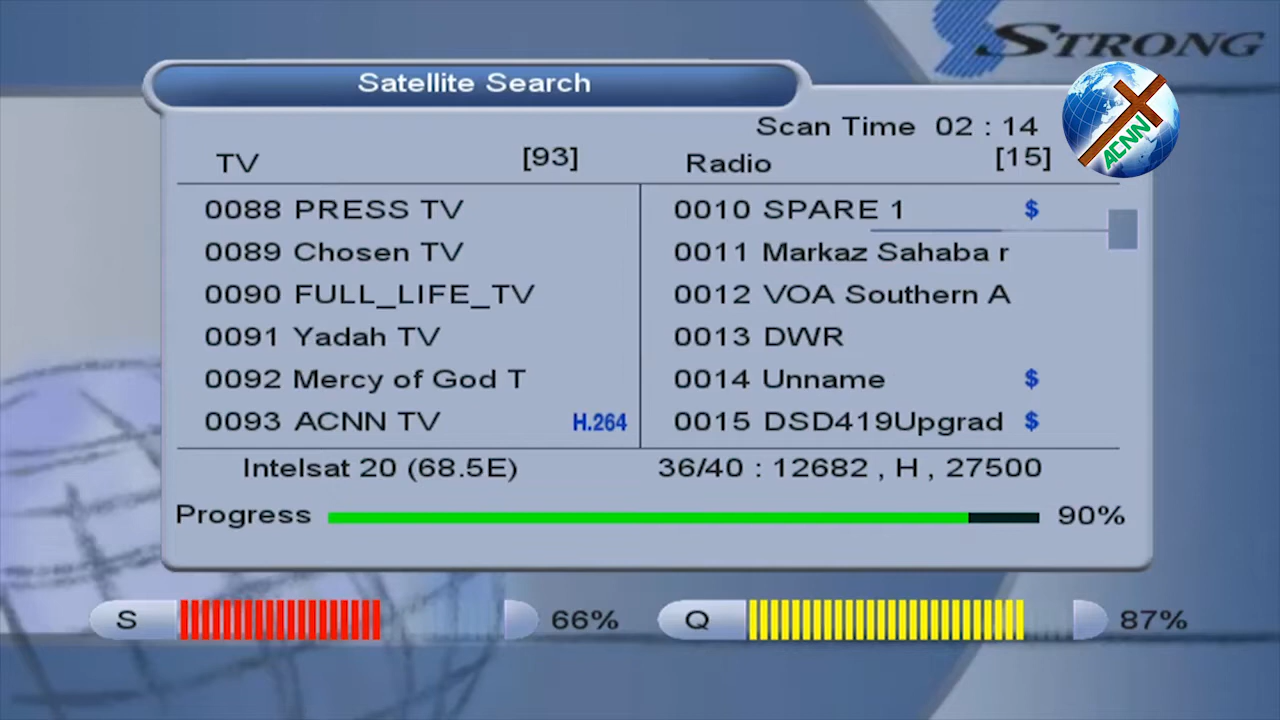 STRONG
Satellite Search
ACNN
Scan Time 02 : 14
TV [93] Radio [15]
0088 PRESS TV 0010 SPARE 1 $
0089 Chosen TV 0011 Markaz Sahaba r
0090 FULL_LIFE_TV 0012 VOA Southern A
0091 Yadah TV 0013 DWR
0092 Mercy of God T 0014 Unname $
0093 ACNN TV H.264 0015 DSD419Upgrad $
Intelsat 20 (68.5E) 36/40 : 12682 , H , 27500
Progress 90%
S 66% Q 87%